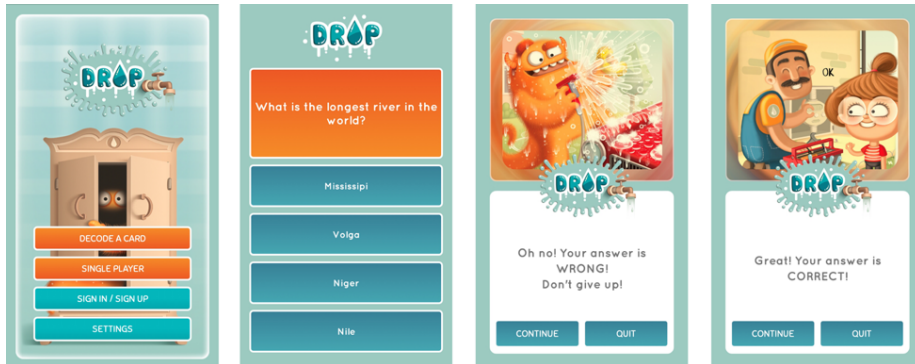 DROP
DECODE A CARD
SINGLE PLAYER
SIGN IN / SIGN UP
SETTINGS
DROP
What is the longest river in the
world?
Mississipi
Volga
Niger
Nile
DROP
Oh no! Your answer is
WRONG!
Don't give up!
CONTINUE
QUIT
OK
DROP
Great! Your answer is
CORRECT!
CONTINUE
QUIT